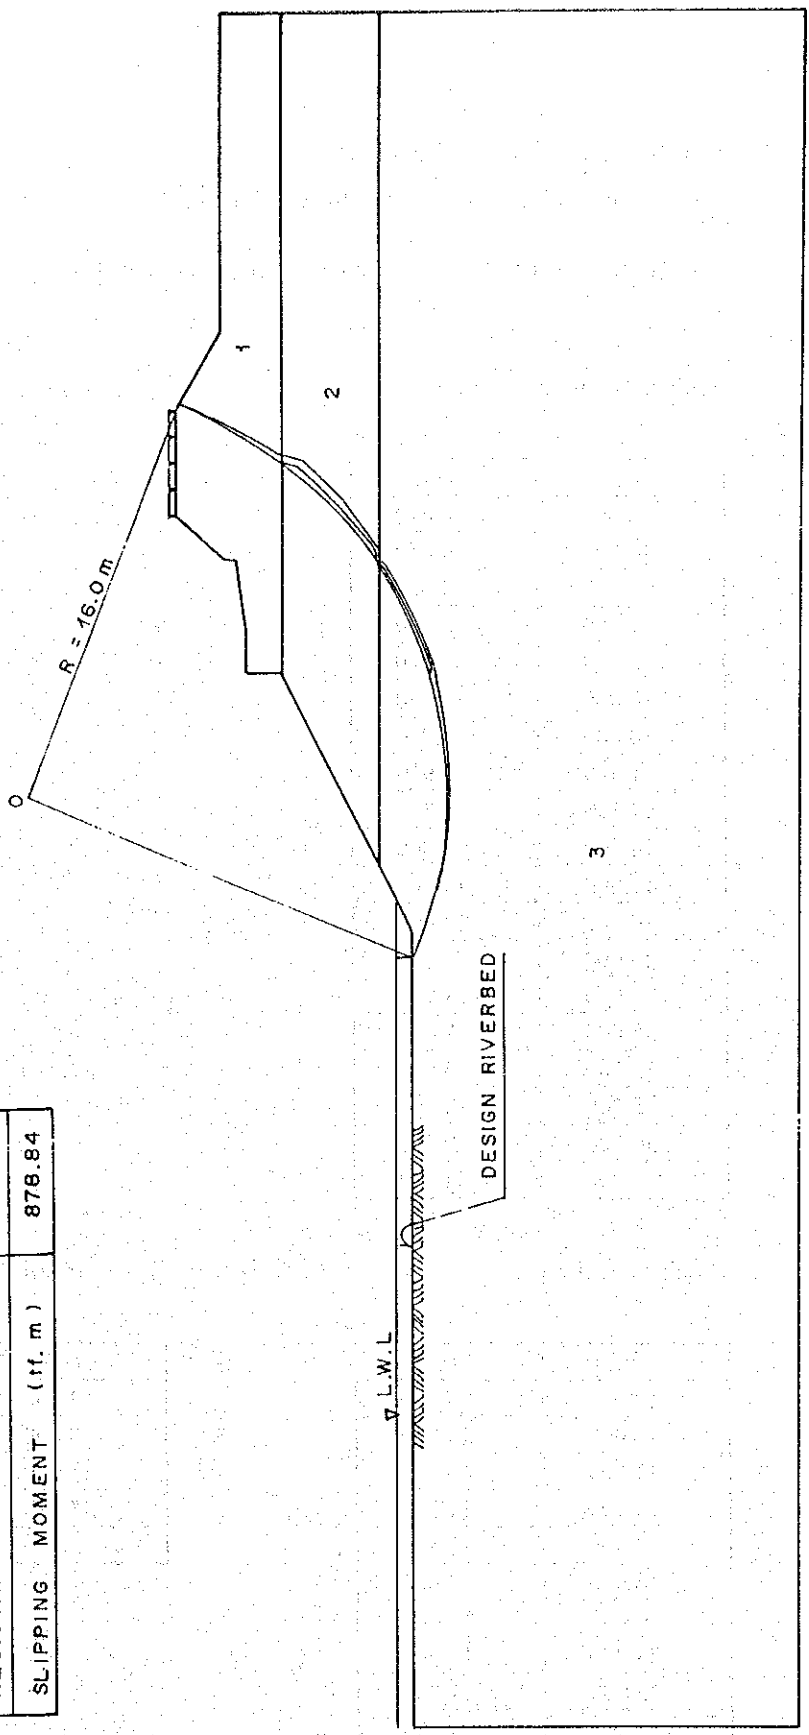 SLIPPING MOMENT (tf. m)
878.84
O
R = 16.0 m
1
2
3
L.W.L
DESIGN RIVERBED